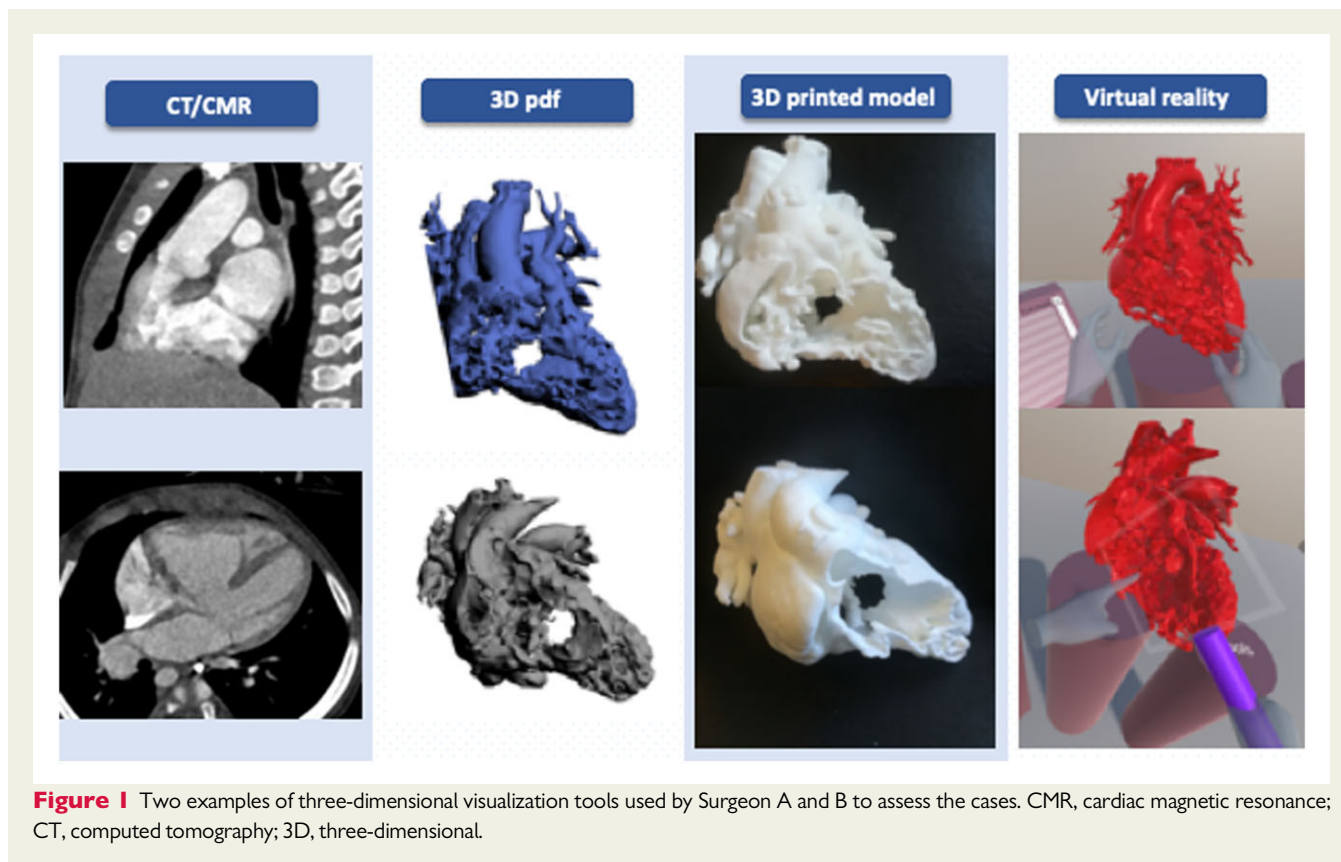 CT/CMR
3D pdf
3D printed model
Virtual reality
Figure 1 Two examples of three-dimensional visualization tools used by Surgeon A and B to assess the cases. CMR, cardiac magnetic resonance;
CT, computed tomography; 3D, three-dimensional.